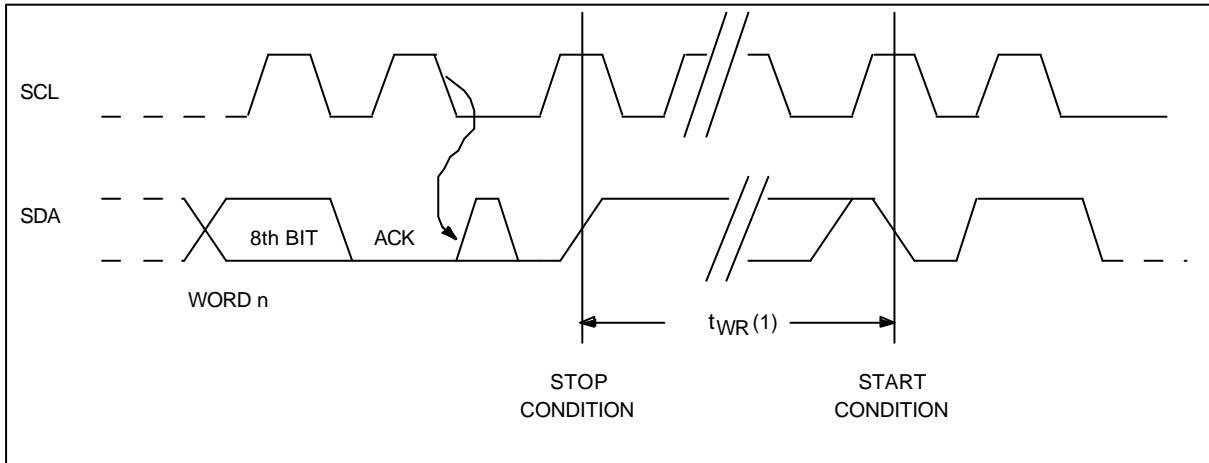 SCL
SDA
8th BIT
ACK
WORD n
tWR(1)
STOP
CONDITION
START
CONDITION